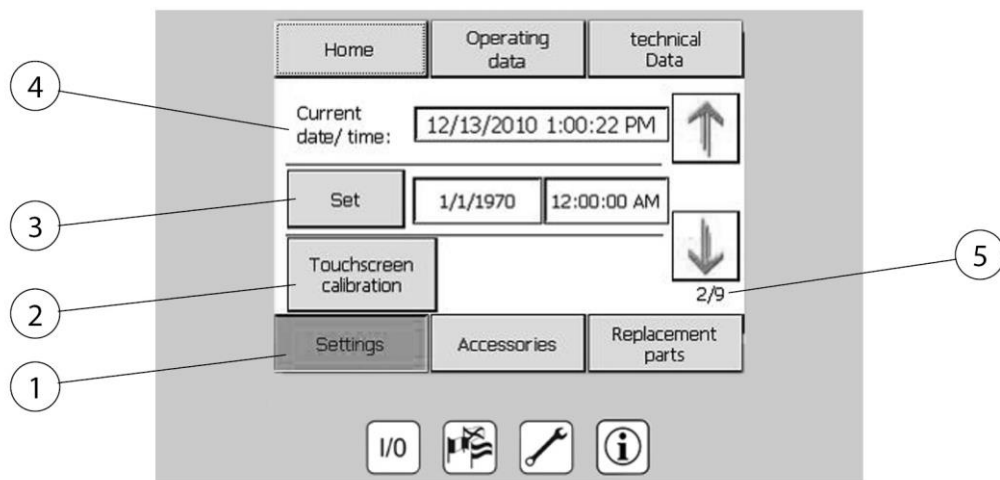 Home
Operating
data
technical
Data
4
Current
date/ time:
12/13/2010 1:00:22 PM
3
Set
1/1/1970
12:00:00 AM
5
Touchscreen
calibration
2/9
2
Settings
Accessories
Replacement
parts
1
I/0
i